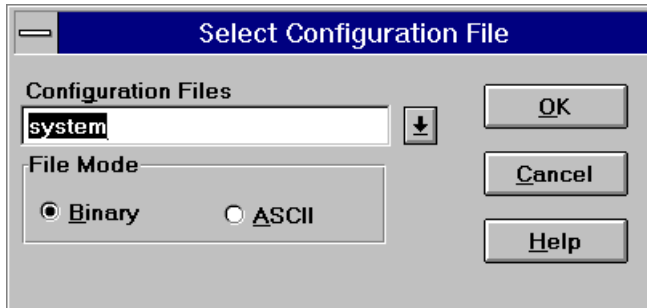 Select Configuration File
Configuration Files
system
OK
File Mode
Binary
ASCII
Cancel
Help